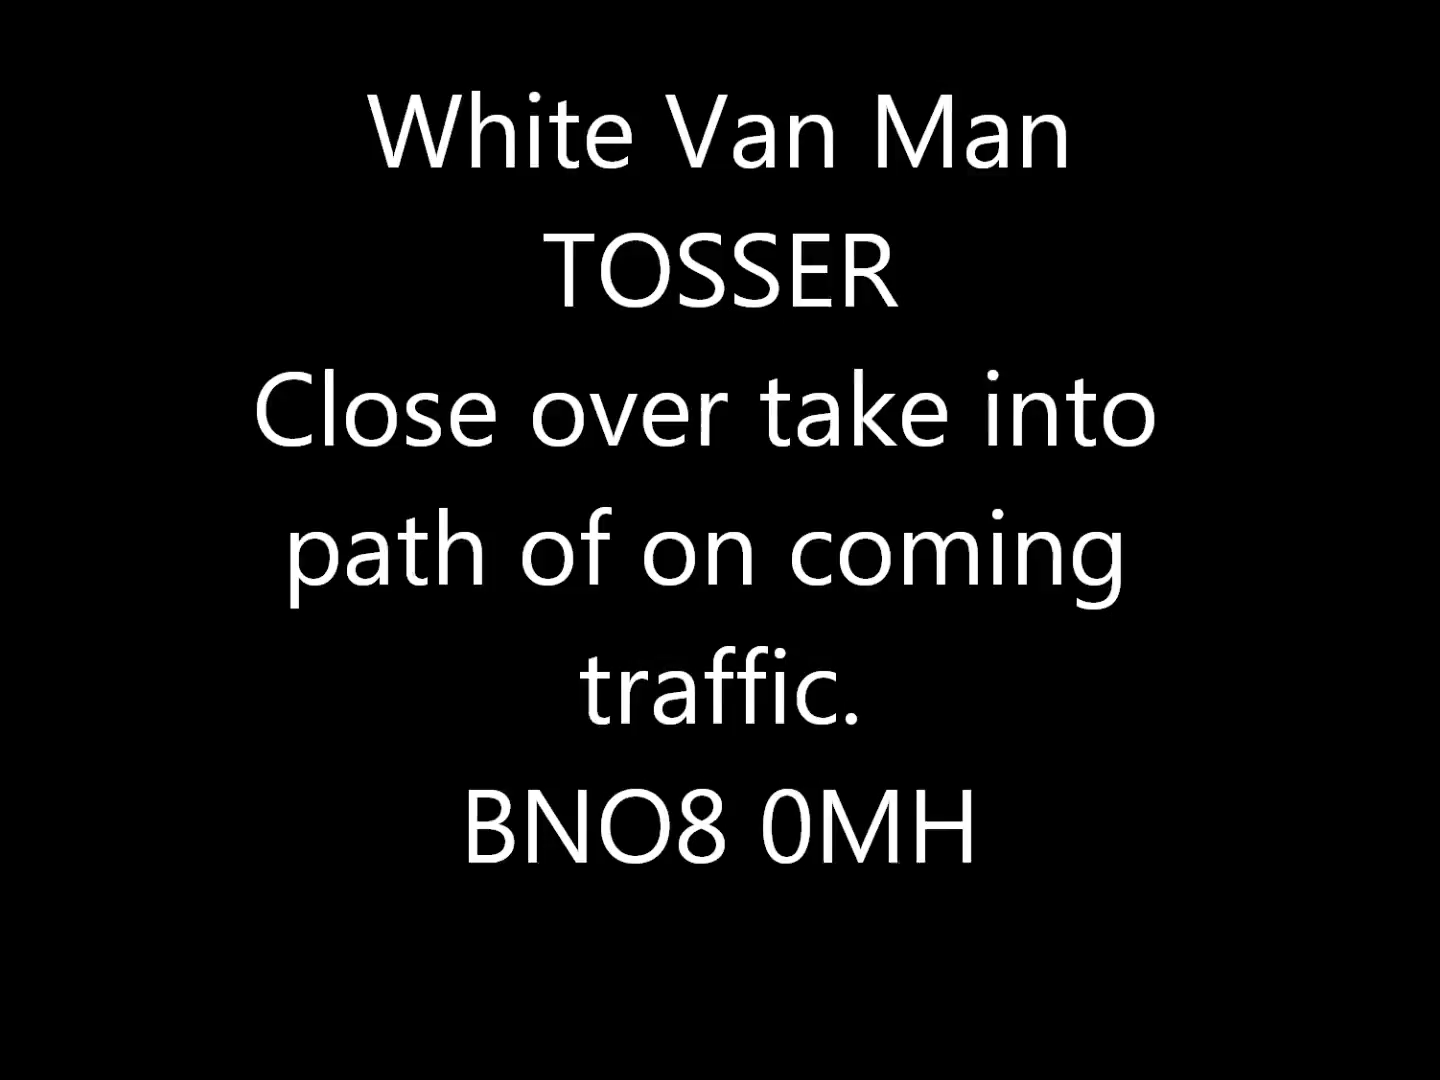 White Van Man
TOSSER
Close over take into
path of on coming
traffic.
BNO8 0MH